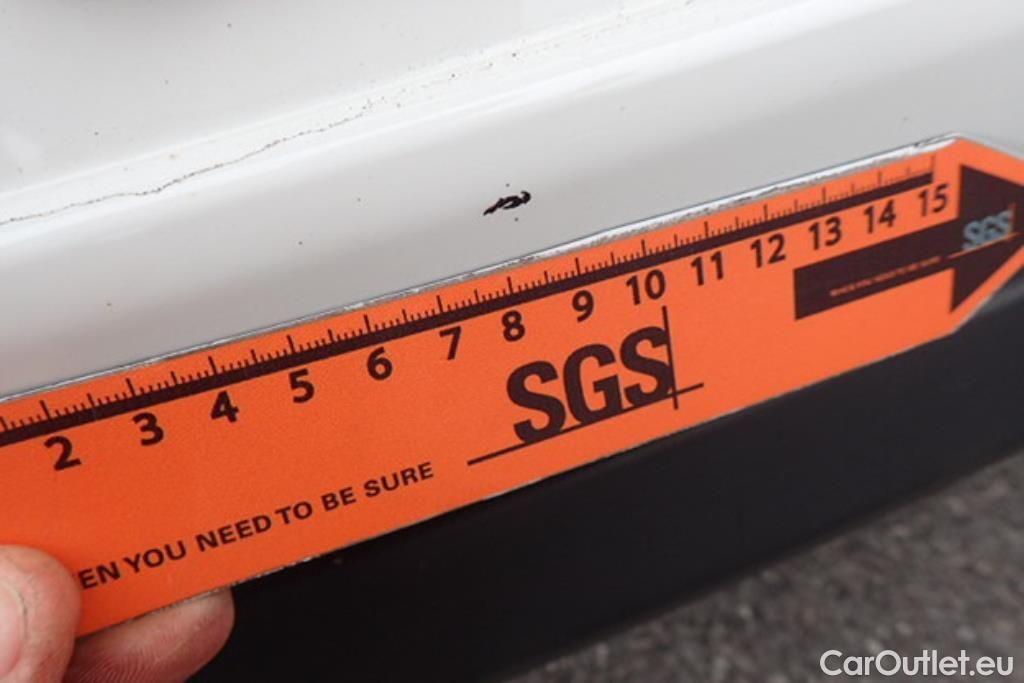 2 3 4 5 6 7 8 9 10 11 12 13 14 15
SGS
SGS
EN YOU NEED TO BE SURE
CarOutlet.eu